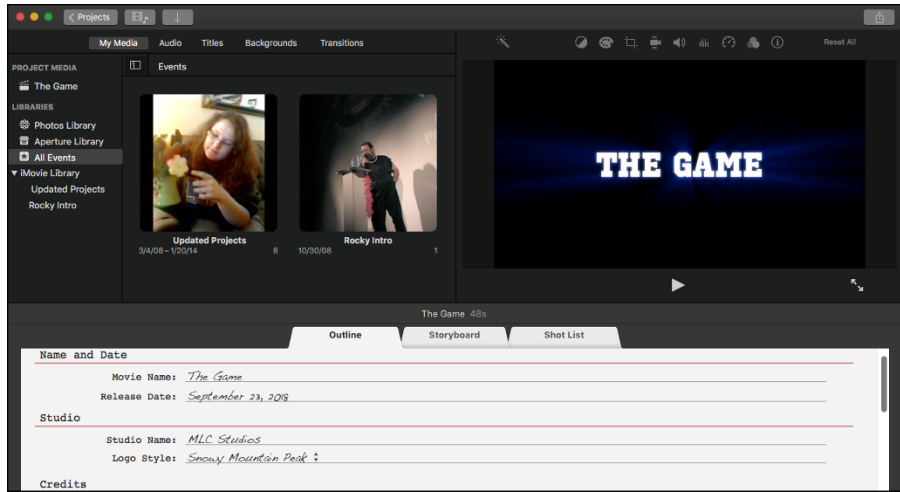 Projects
My Media Audio Titles Backgrounds Transitions
Reset All
PROJECT MEDIA
Events
The Game
LIBRARIES
Photos Library
Aperture Library
All Events
iMovie Library
Updated Projects
Rocky Intro
Updated Projects
3/4/08 – 1/20/14 8
Rocky Intro
10/30/08 1
THE GAME
The Game 48s
Outline Storyboard Shot List
Name and Date
Movie Name: The Game
Release Date: September 23, 2018
Studio
Studio Name: MLC Studios
Logo Style: Snowy Mountain Peak
Credits